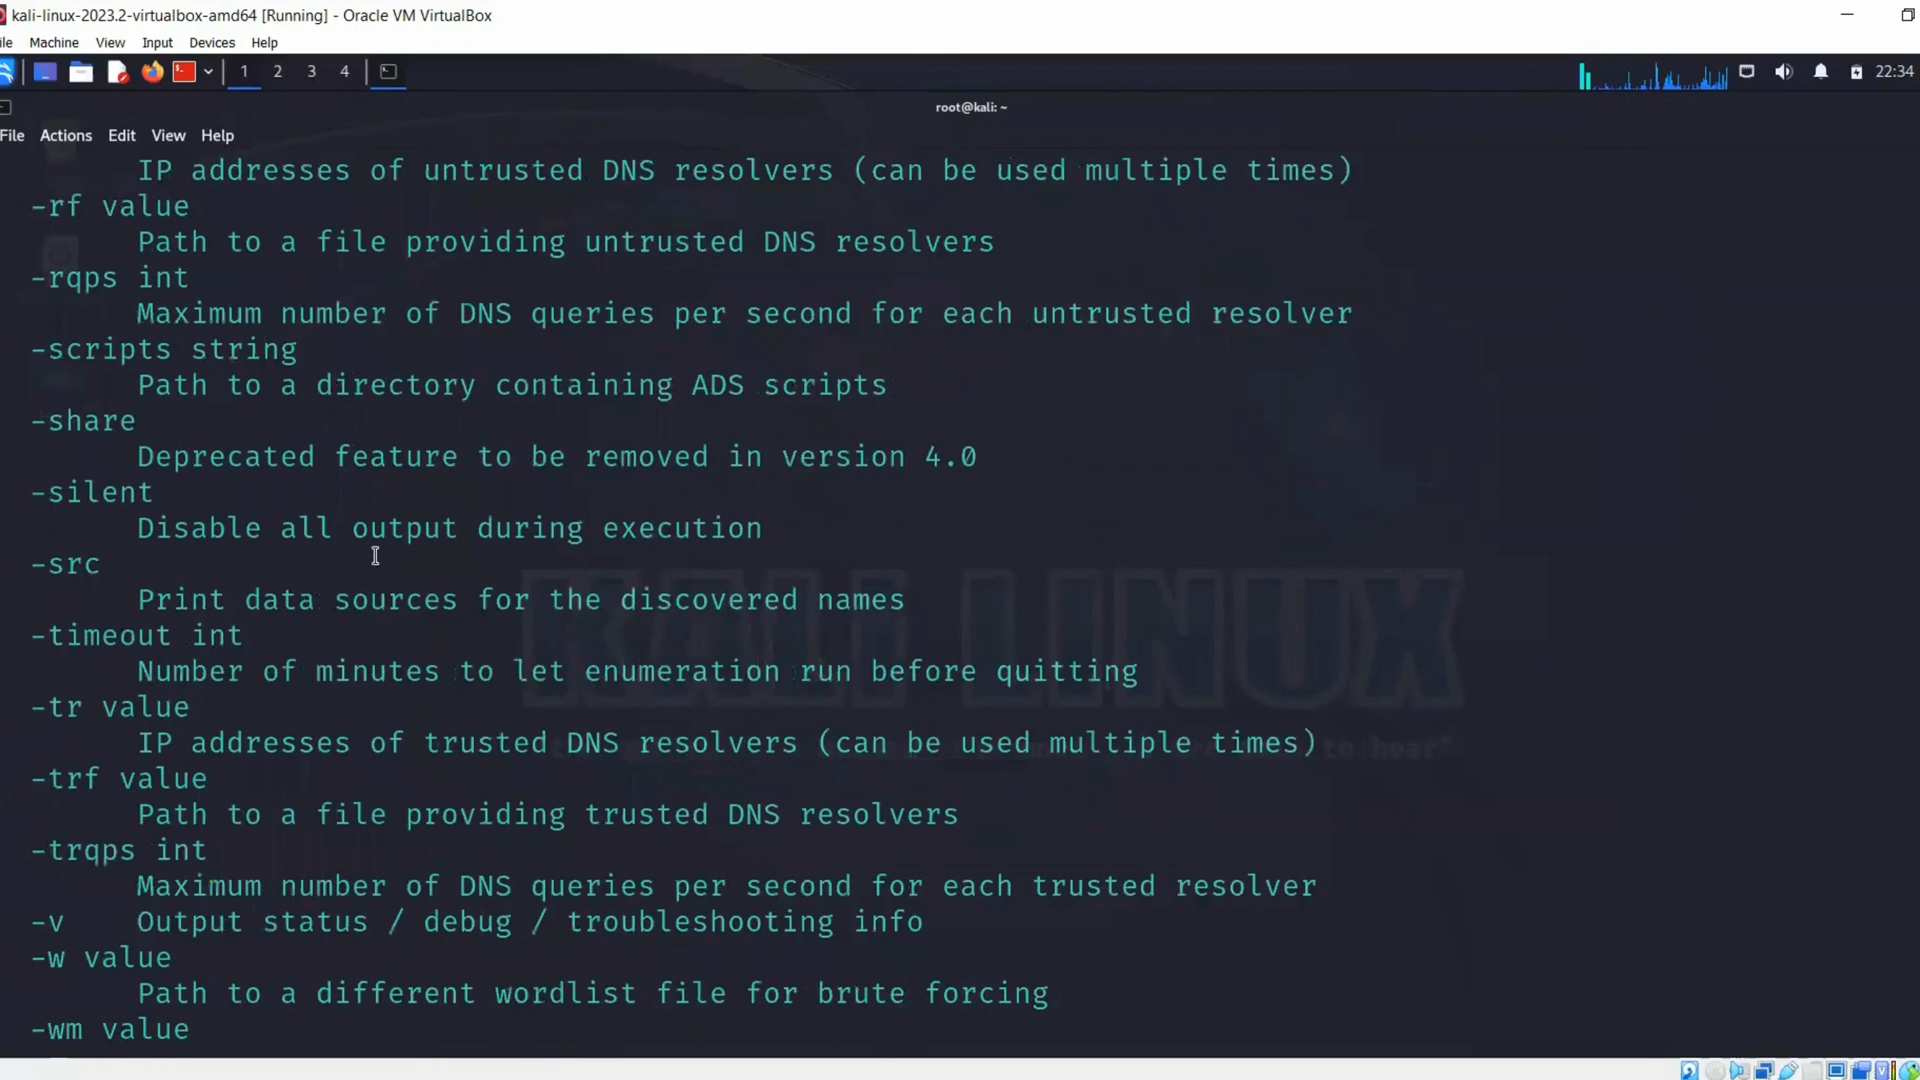 kali-linux-2023.2-virtualbox-amd64 [Running] - Oracle VM VirtualBox
Machine View Input Devices Help
1 2 3 4 22:34
root@kali: ~
File Actions Edit View Help
IP addresses of untrusted DNS resolvers (can be used multiple times)
-rf value
Path to a file providing untrusted DNS resolvers
-rqps int
Maximum number of DNS queries per second for each untrusted resolver
-scripts string
Path to a directory containing ADS scripts
-share
Deprecated feature to be removed in version 4.0
-silent
Disable all output during execution
-src
Print data sources for the discovered names
-timeout int
Number of minutes to let enumeration run before quitting
-tr value
IP addresses of trusted DNS resolvers (can be used multiple times)
-trf value
Path to a file providing trusted DNS resolvers
-trqps int
Maximum number of DNS queries per second for each trusted resolver
-v Output status / debug / troubleshooting info
-w value
Path to a different wordlist file for brute forcing
-wm value
KALI LINUX
to hear"